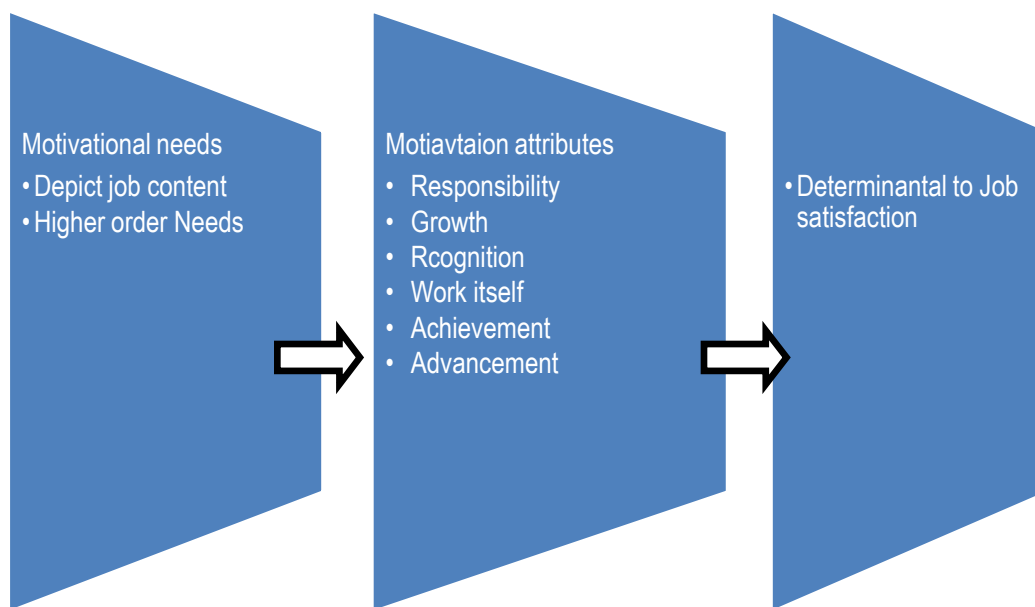 Motivational needs
• Depict job content
• Higher order Needs
Motiavtaion attributes
• Responsibility
• Growth
• Rcognition
• Work itself
• Achievement
• Advancement
• Determinantal to Job
satisfaction